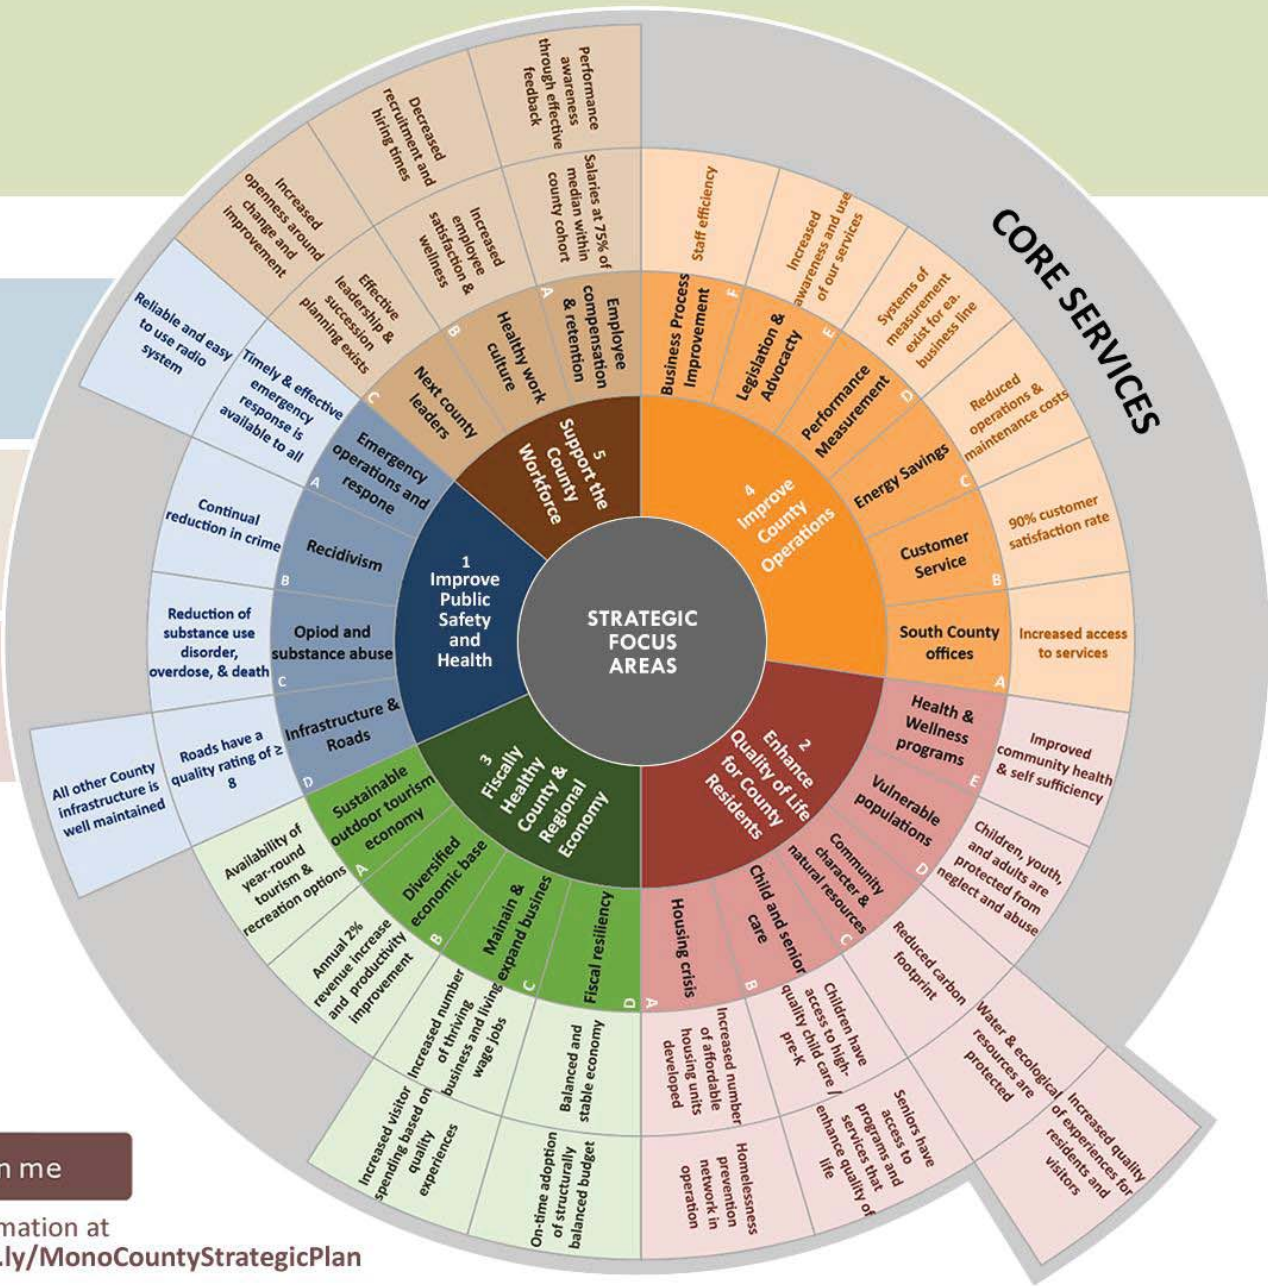 CORE SERVICES
STRATEGIC
FOCUS
AREAS
1
Improve
Public
Safety
and
Health
Emergency
operations and
respone
A
Timely & effective
emergency
response is
available to all
Reliable and easy
to use radio
system
Recidivism
B
Continual
reduction in crime
Opiod and
substance abuse
C
Reduction of
substance use
disorder,
overdose, & death
Infrastructure &
Roads
D
Roads have a
quality rating of ≥
8
All other County
infrastructure is
well maintained
2
Enhance
Quality of Life
for County
Residents
Housing crisis
A
Increased number
of affordable
housing units
developed
Homelessness
prevention
network in
operation
Child and senior
care
B
Children have
access to high-
quality child care /
pre-K
Seniors have
access to
programs and
services that
enhance quality of
life
Community
character &
natural resources
C
Reduced carbon
footprint
Water & ecological
resources are
protected
Increased quality
of experiences for
residents and
visitors
Vulnerable
populations
D
Children, youth,
and adults are
protected from
neglect and abuse
Health &
Wellness
programs
E
Improved
community health
& self sufficiency
3
Fiscally
Healthy
County &
Regional
Economy
Sustainable
outdoor tourism
economy
A
Availability of
year-round
tourism &
recreation options
Diversified
economic base
B
Annual 2%
revenue increase
and productivity
improvement
Mainain &
expand busines
C
Increased number
of thriving
business and living
wage jobs
Increased visitor
spending based on
quality
experiences
Fiscal resiliency
D
Balanced and
stable economy
On-time adoption
of structurally
balanced budget
4
Improve
County
Operations
South County
offices
A
Increased access
to services
Customer
Service
B
90% customer
satisfaction rate
Energy Savings
C
Reduced
operations &
maintenance costs
Performance
Measurement
D
Systems of
measurement
exist for ea.
business line
Legislation &
Advocacty
E
Increased
awareness and use
of our services
Business Process
Improvement
F
Staff efficiency
5
Support the
County
Workforce
Employee
compensation
& retention
A
Salaries at 75% of
median within
county cohort
Performance
awareness
through effective
feedback
Healthy work
culture
B
Increased
employee
satisfaction &
wellness
Decreased
recruitment and
hiring times
Next county
leaders
C
Effective
leadership &
succession
planning exists
Increased
openness around
change and
improvement
n me
mation at
.ly/MonoCountyStrategicPlan